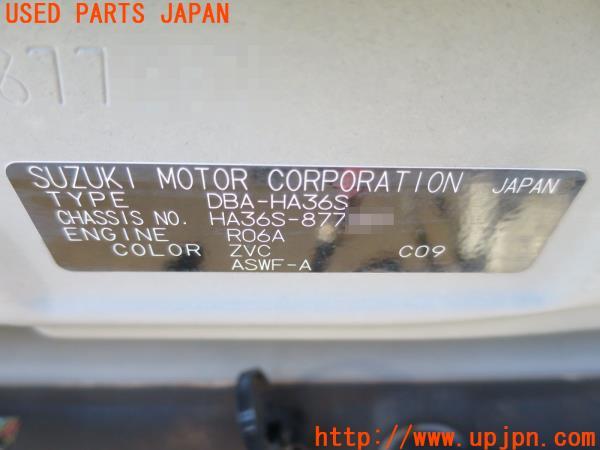 USED PARTS JAPAN
877
SUZUKI MOTOR CORPORATION JAPAN
TYPE DBA-HA36S
CHASSIS NO. HA36S-877
ENGINE R06A
COLOR ZVC C09
ASWF-A
http://www.upjpn.com/